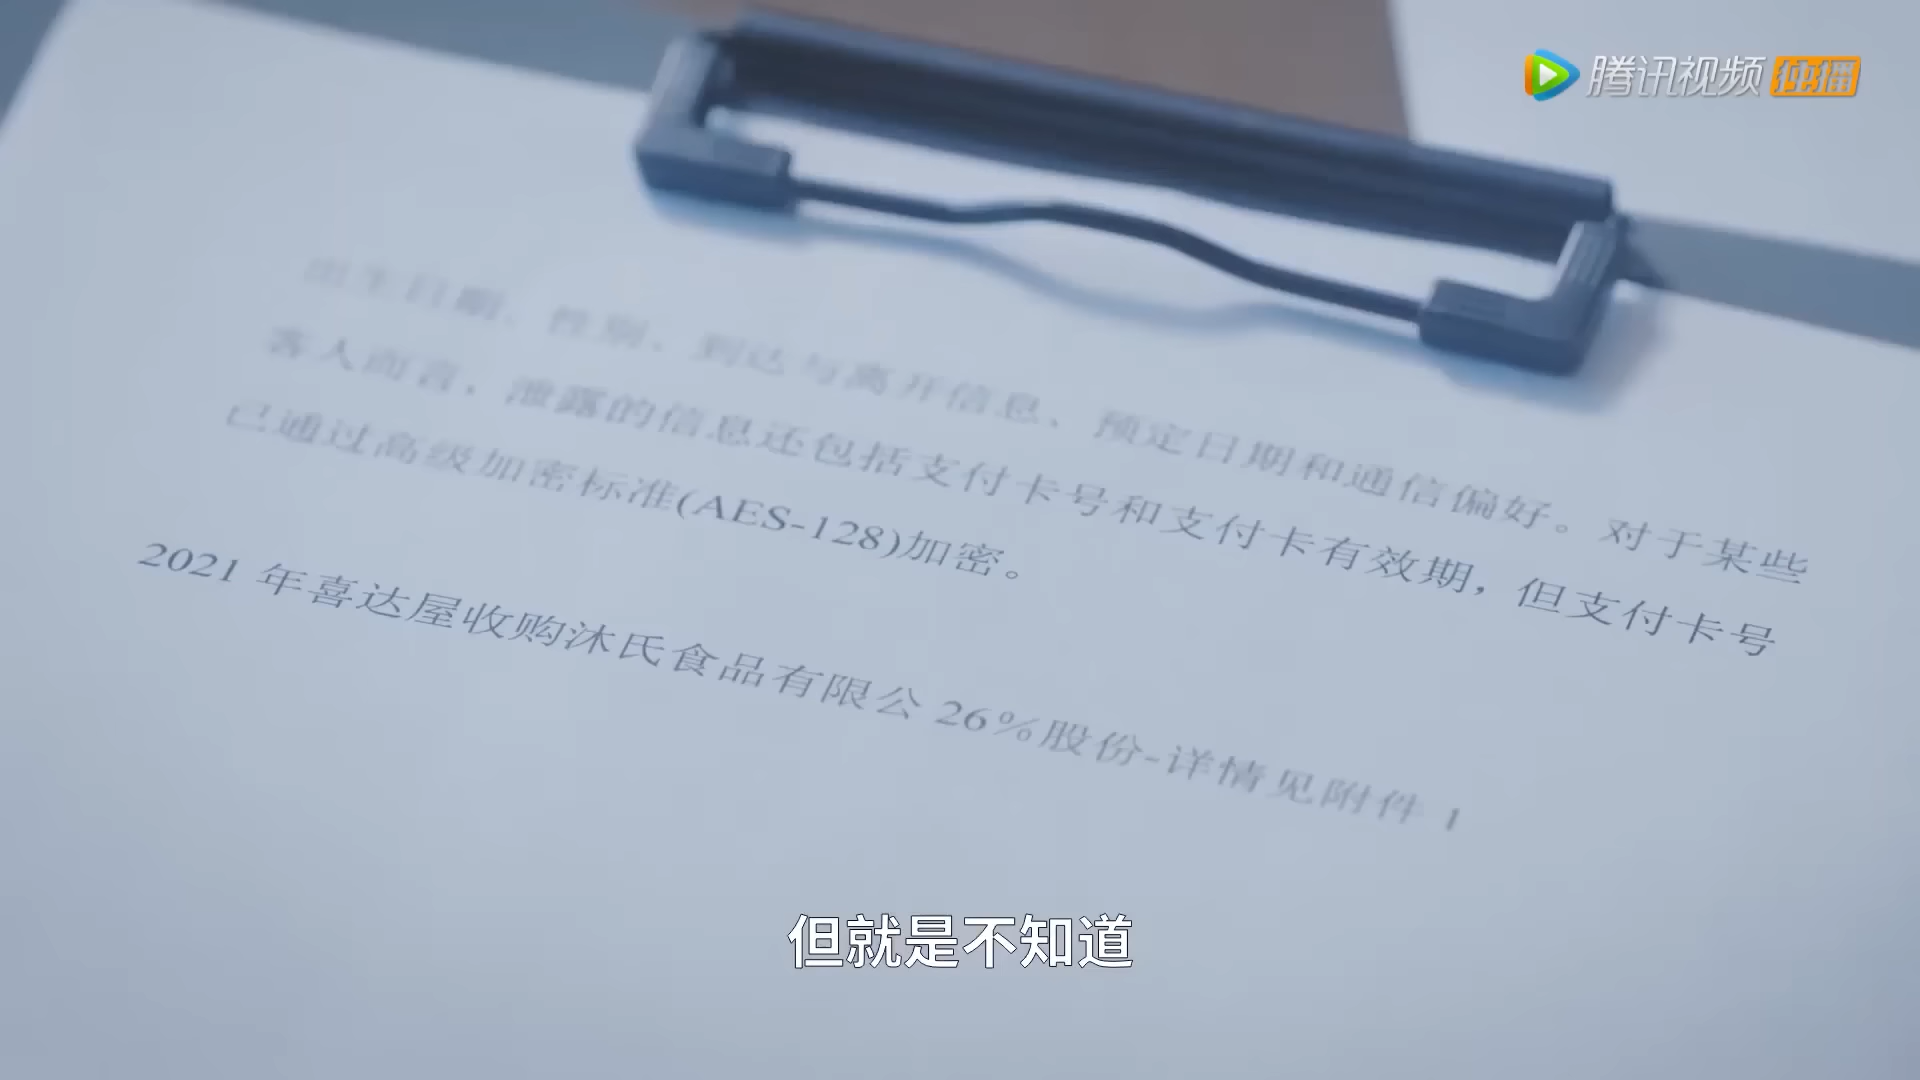 腾讯视频 独播
出生日期、性别、到达与离开信息、预定日期和通信偏好。对于某些
客人而言，泄露的信息还包括支付卡号和支付卡有效期，但支付卡号
已通过高级加密标准(AES-128)加密。
2021 年喜达屋收购沐氏食品有限公 26%股份-详情见附件 1
但就是不知道